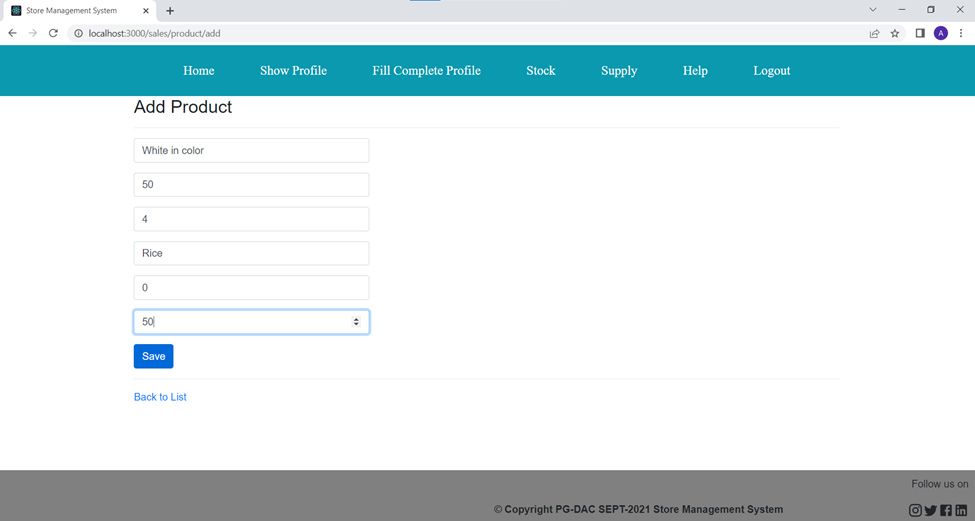 Store Management System
localhost:3000/sales/product/add
A
Home Show Profile Fill Complete Profile Stock Supply Help Logout
Add Product
White in color
50
4
Rice
0
50
Save
Back to List
Follow us on
© Copyright PG-DAC SEPT-2021 Store Management System